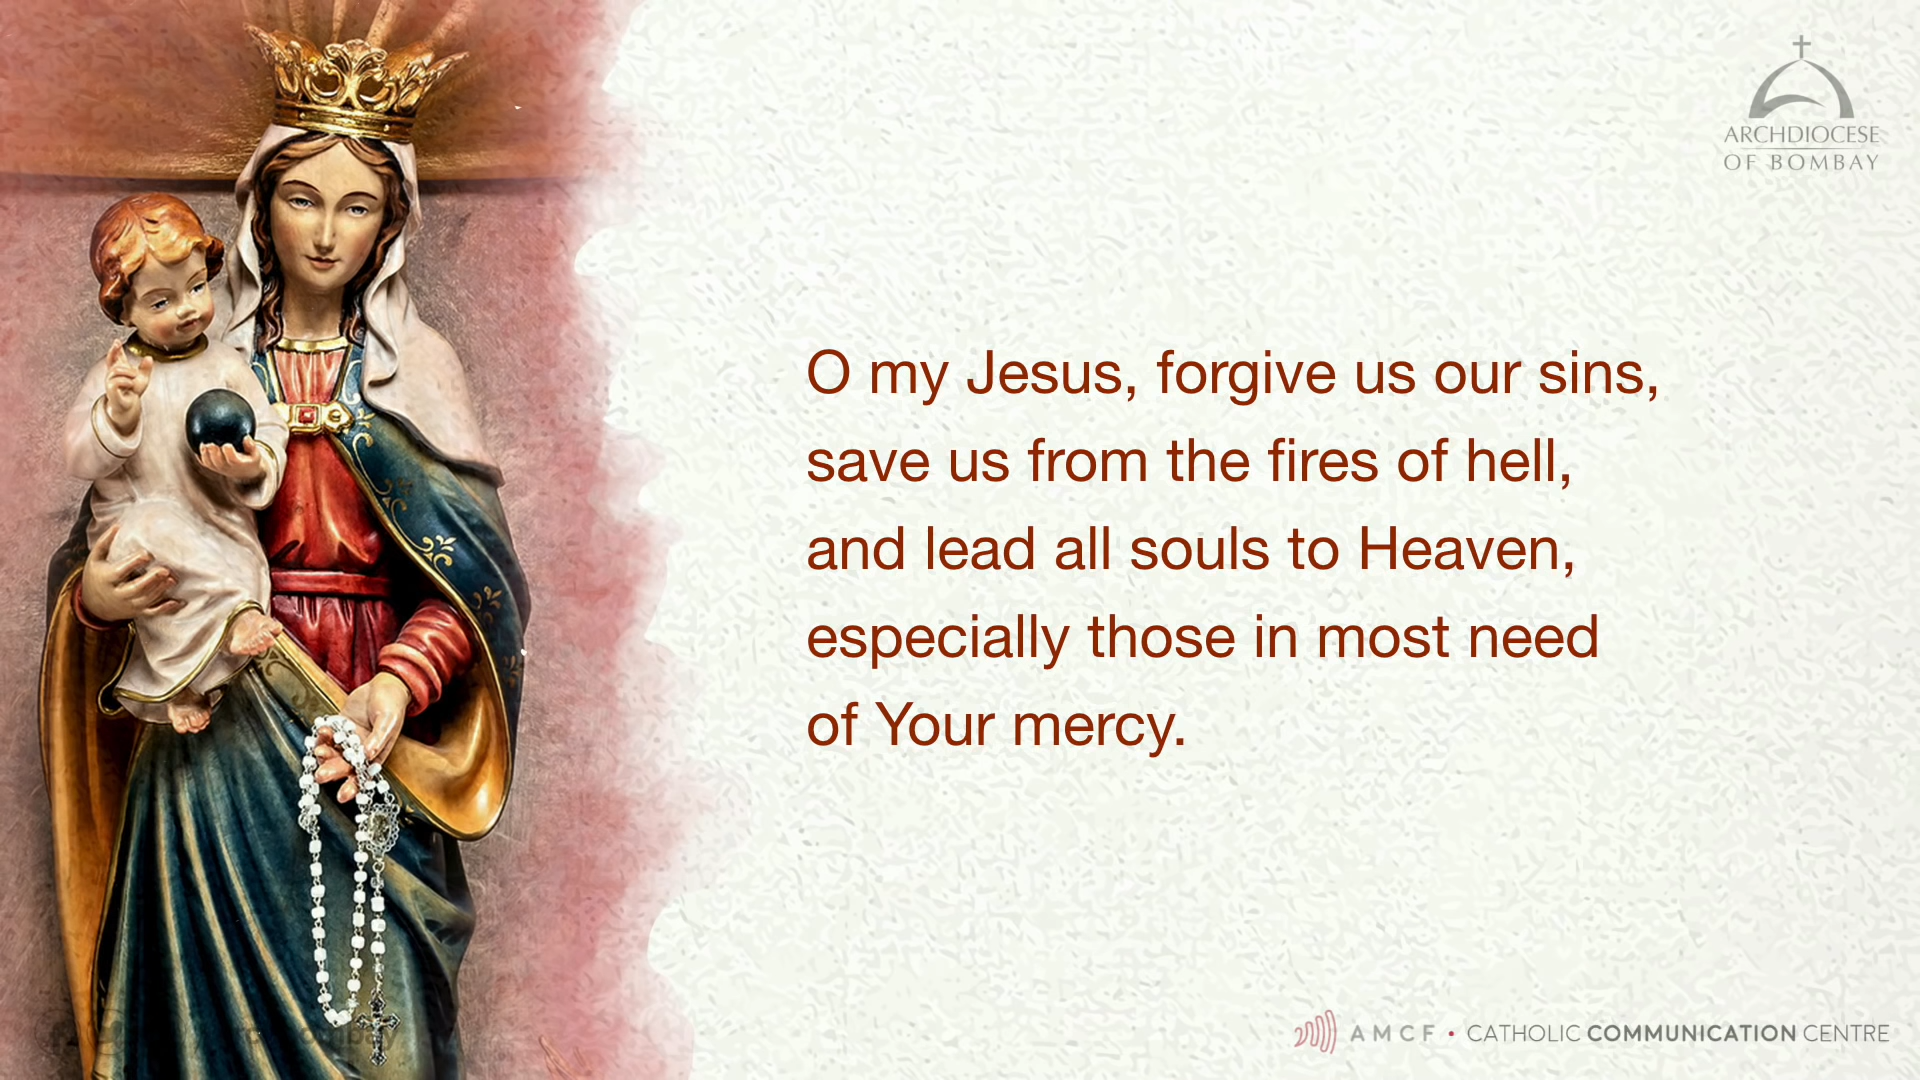 ARCHDIOCESE
OF BOMBAY
O my Jesus, forgive us our sins,
save us from the fires of hell,
and lead all souls to Heaven,
especially those in most need
of Your mercy.
AMCF • CATHOLIC COMMUNICATION CENTRE